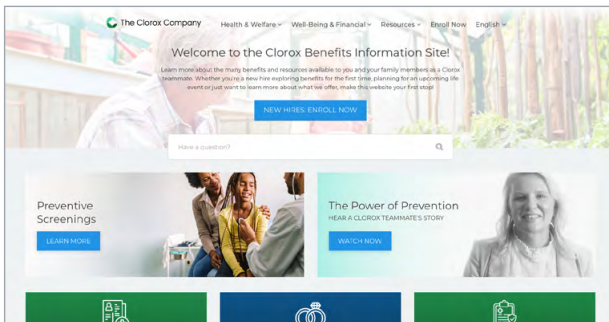 The Clorox Company
Health & Welfare Well-Being & Financial Resources Enroll Now English
Welcome to the Clorox Benefits Information Site!
Learn more about the many benefits and resources available to you and your family members as a Clorox
teammate. Whether you're a new hire exploring benefits for the first time, planning for an upcoming life
event or just want to learn more about what we offer, make this website your first stop!
NEW HIRES: ENROLL NOW
Have a question?
Preventive
Screenings
LEARN MORE
The Power of Prevention
HEAR A CLOROX TEAMMATE'S STORY
WATCH NOW